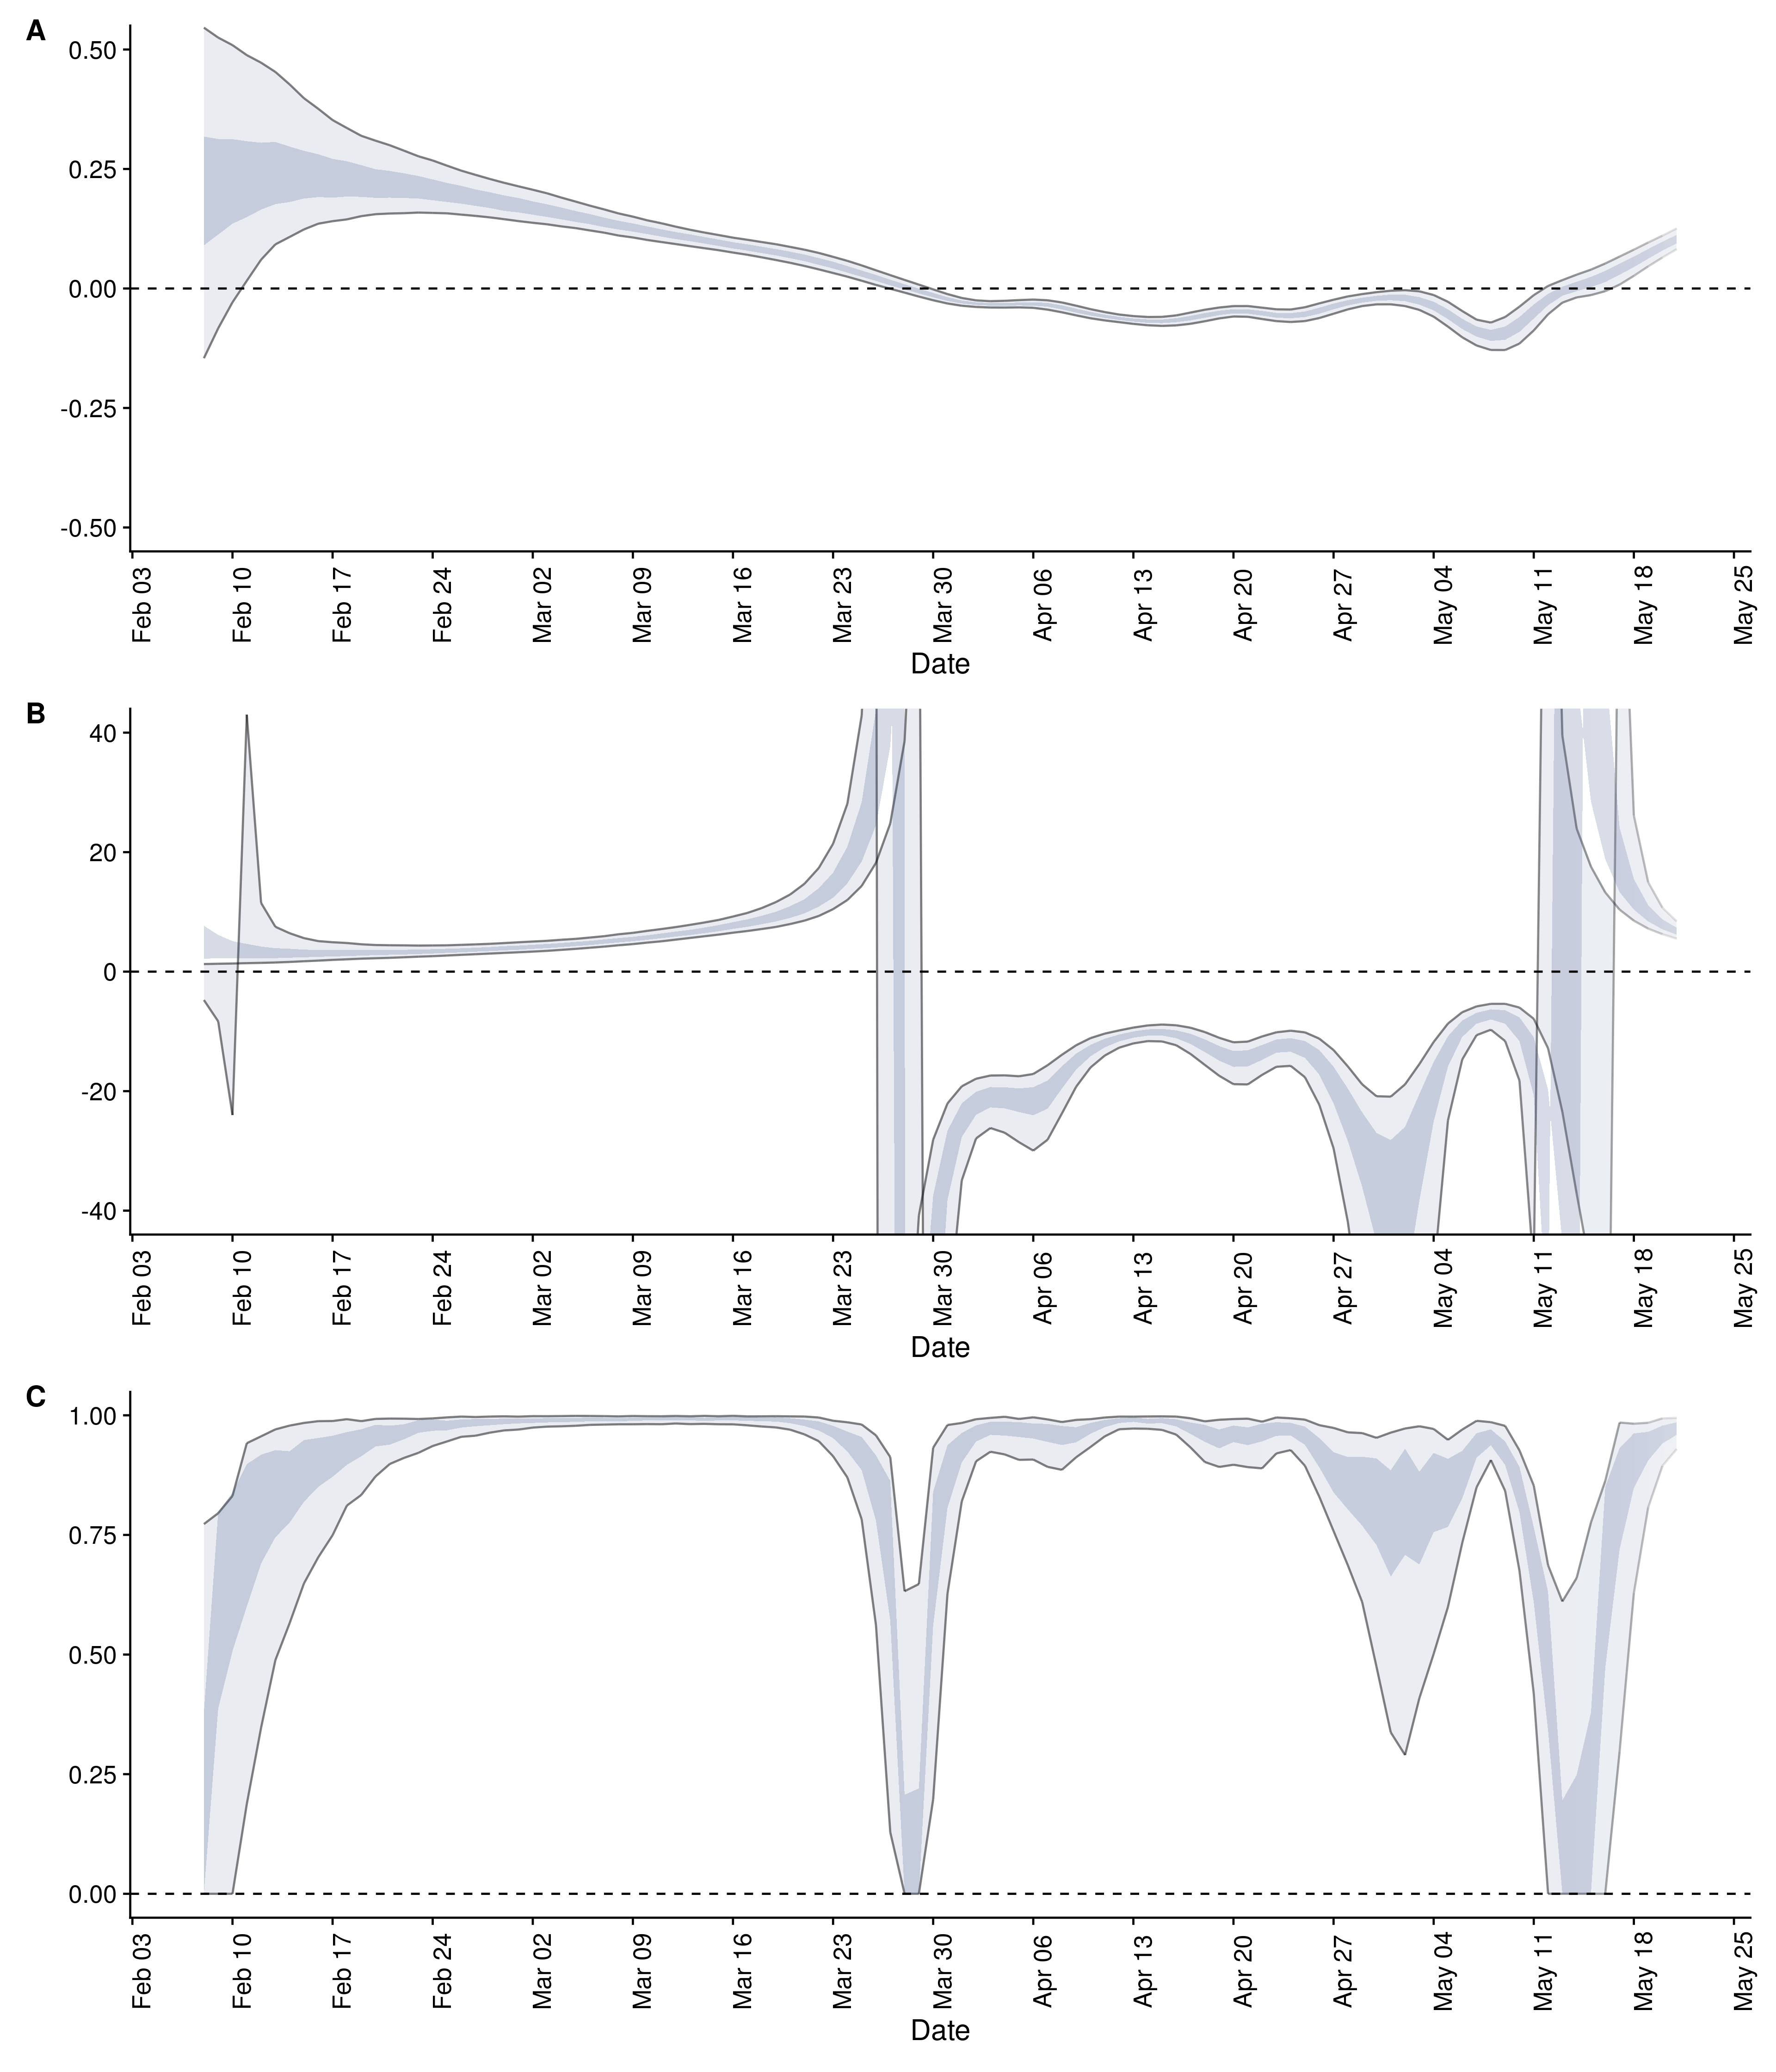 A
0.50
0.25
0.00
-0.25
-0.50
Feb 03
Feb 10
Feb 17
Feb 24
Mar 02
Mar 09
Mar 16
Mar 23
Mar 30
Apr 06
Apr 13
Apr 20
Apr 27
May 04
May 11
May 18
May 25
Date
B
40
20
0
-20
-40
Feb 03
Feb 10
Feb 17
Feb 24
Mar 02
Mar 09
Mar 16
Mar 23
Mar 30
Apr 06
Apr 13
Apr 20
Apr 27
May 04
May 11
May 18
May 25
Date
C
1.00
0.75
0.50
0.25
0.00
Feb 03
Feb 10
Feb 17
Feb 24
Mar 02
Mar 09
Mar 16
Mar 23
Mar 30
Apr 06
Apr 13
Apr 20
Apr 27
May 04
May 11
May 18
May 25
Date